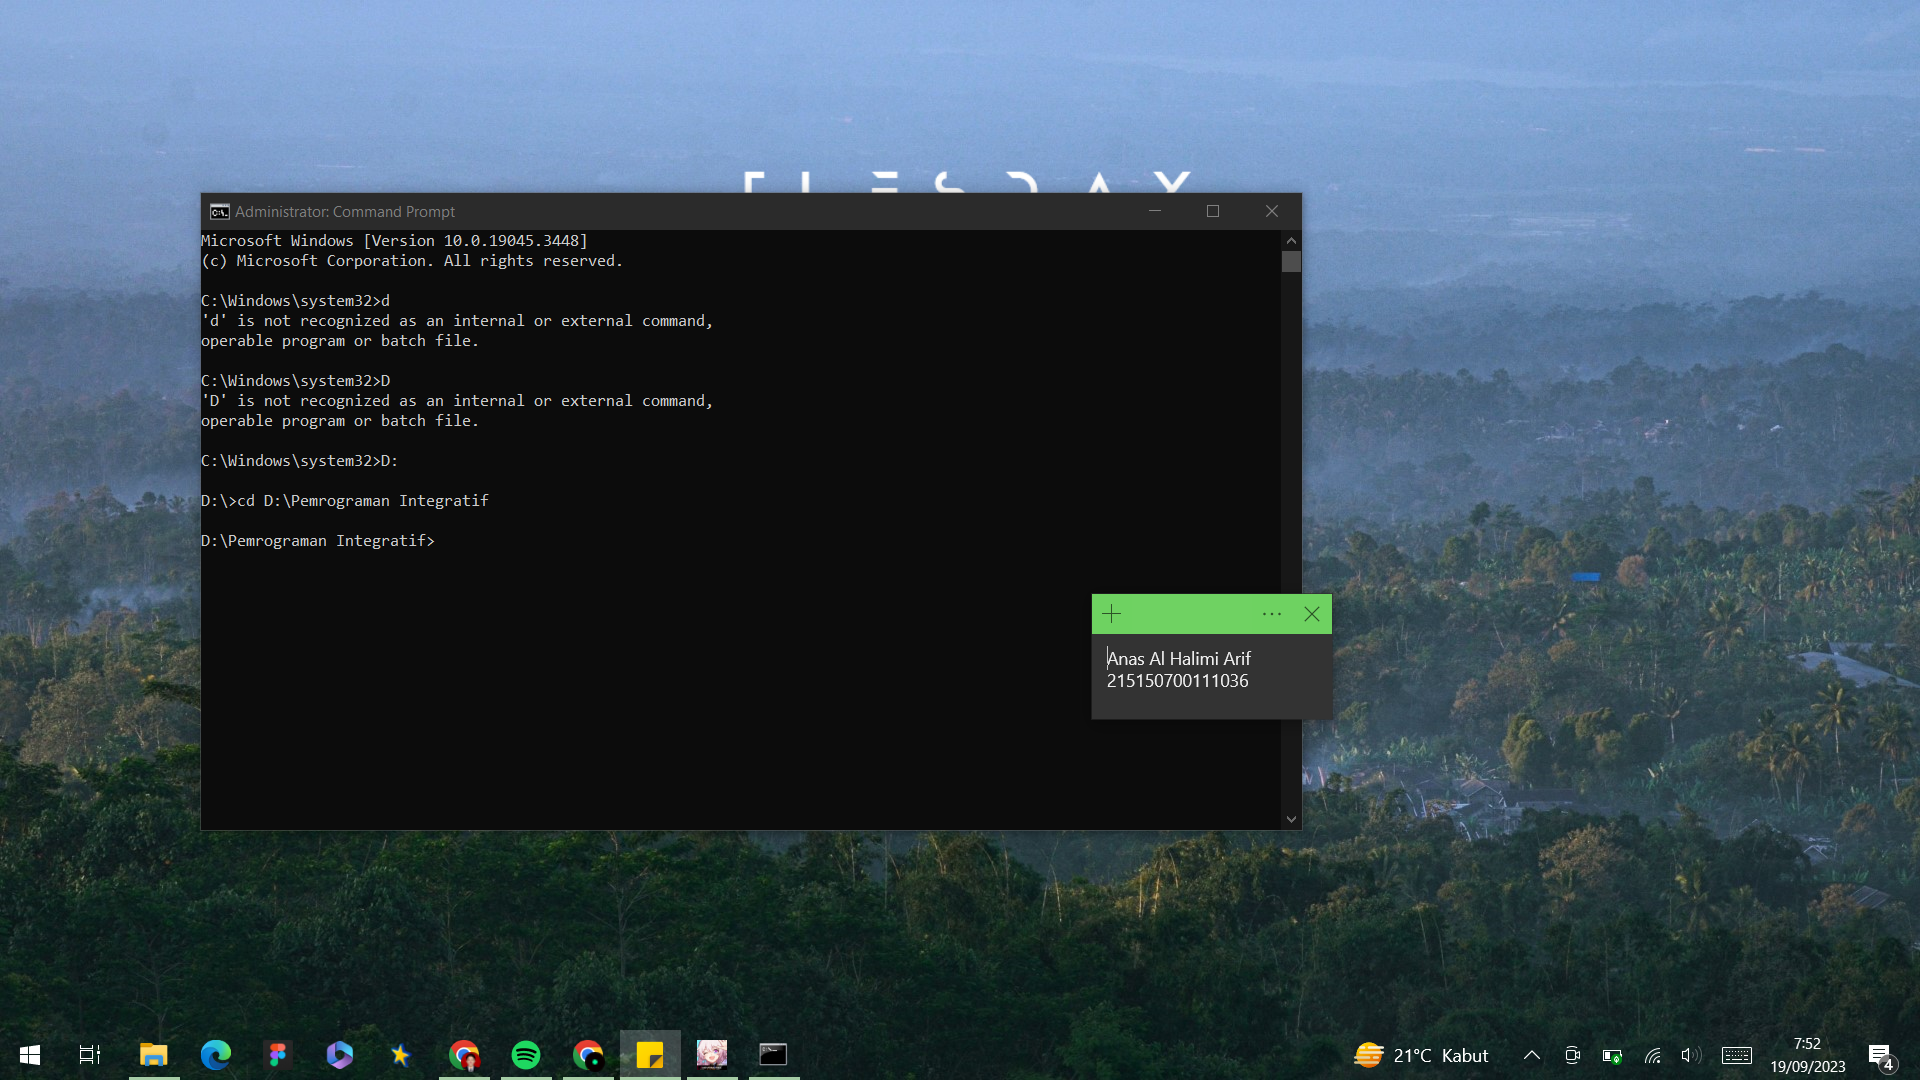 TUESDAY
Administrator: Command Prompt
Microsoft Windows [Version 10.0.19045.3448]
(c) Microsoft Corporation. All rights reserved.
C:\Windows\system32>d
'd' is not recognized as an internal or external command,
operable program or batch file.
C:\Windows\system32>D
'D' is not recognized as an internal or external command,
operable program or batch file.
C:\Windows\system32>D:
D:\>cd D:\Pemrograman Integratif
D:\Pemrograman Integratif>
Anas Al Halimi Arif
215150700111036
21°C Kabut
7:52
19/09/2023
4